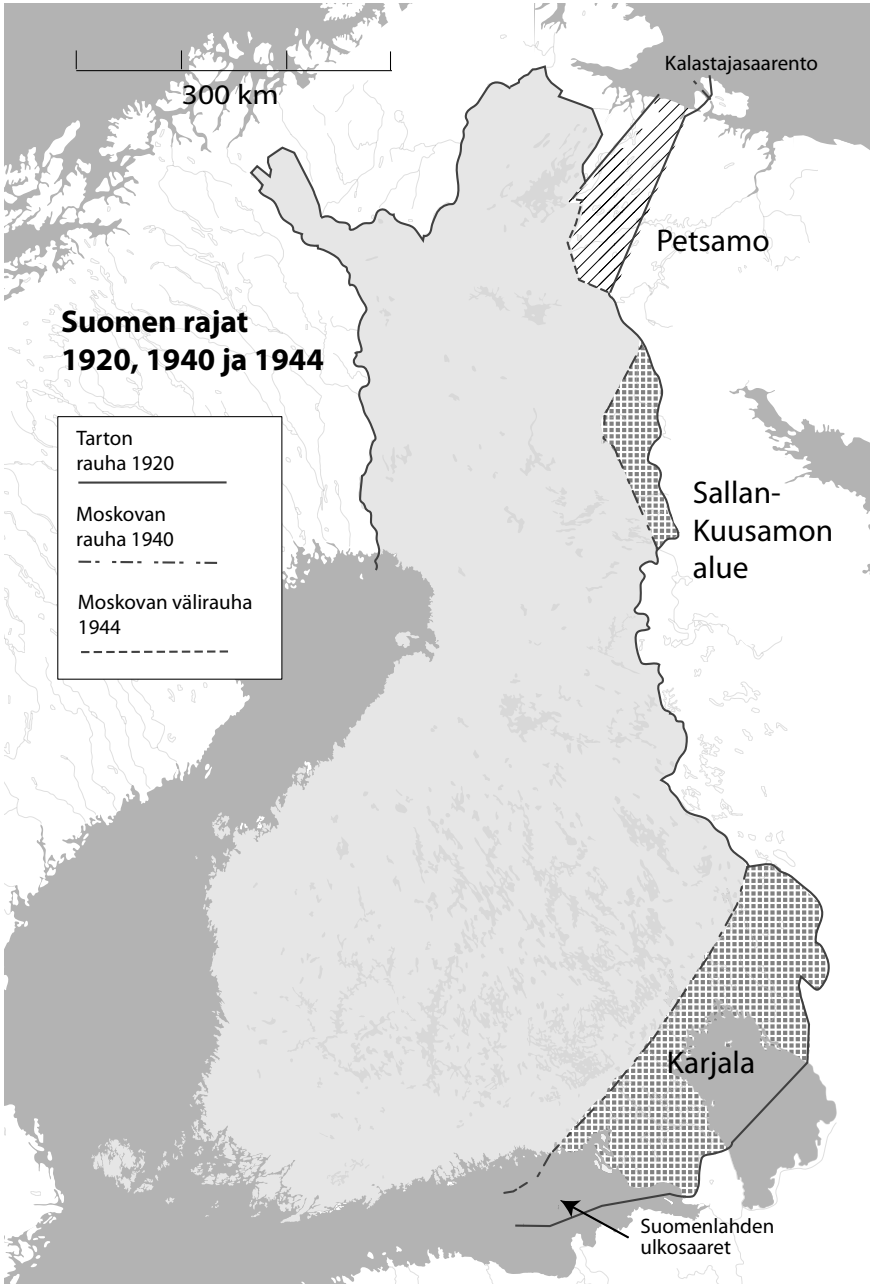 Kalastajasaarento
300 km
Petsamo
Suomen rajat
1920, 1940 ja 1944
Tarton
rauha 1920
Moskovan
rauha 1940
Moskovan välirauha
1944
Sallan-
Kuusamon
alue
Karjala
Suomenlahden
ulkosaaret